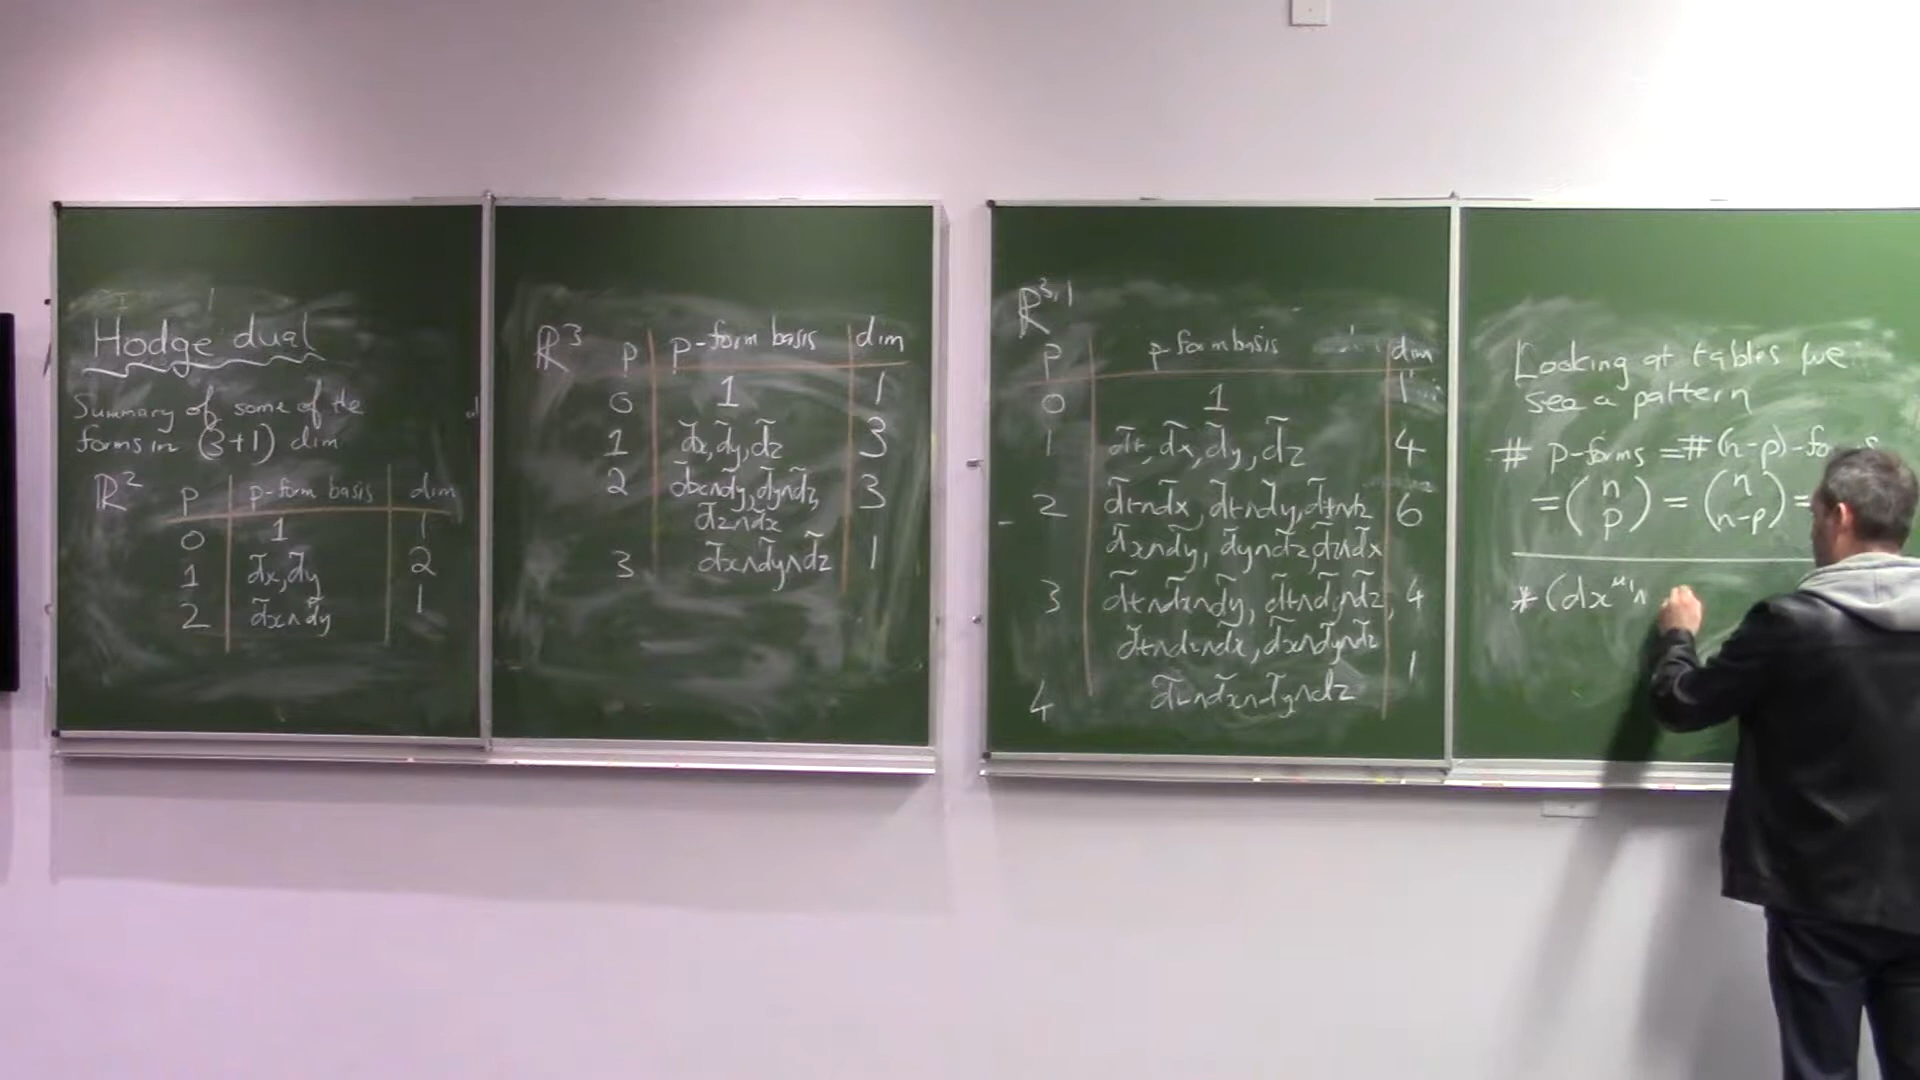 Hodge dual
Summary of some of the
forms in (3+1) dim
ℝ² p | p-form basis | dim
0 | 1 | 1
1 | d̃x, d̃y | 2
2 | d̃x∧d̃y | 1
ℝ³ p | p-form basis | dim
0 | 1 | 1
1 | d̃x, d̃y, d̃z | 3
2 | d̃x∧d̃y, d̃y∧d̃z, | 3
d̃z∧d̃x
3 | d̃x∧d̃y∧d̃z | 1
ℝ³,¹
p | p-form basis | dim
0 | 1 | 1
1 | d̃t, d̃x, d̃y, d̃z | 4
2 | d̃t∧d̃x, d̃t∧d̃y, d̃t∧d̃z | 6
d̃x∧d̃y, d̃y∧d̃z, d̃z∧d̃x
3 | d̃t∧d̃x∧d̃y, d̃t∧d̃y∧d̃z, | 4
d̃t∧d̃z∧d̃x, d̃x∧d̃y∧d̃z
4 | d̃t∧d̃x∧d̃y∧dz | 1
Looking at tables we
see a pattern
# p-forms = # (n-p)-forms
= (n p) = (n n-p) =
*(dx^μ₁∧